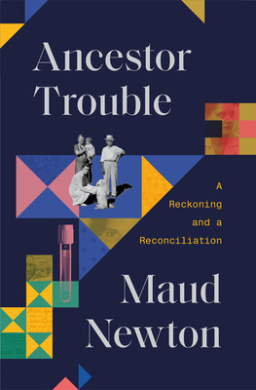 Ancestor
Trouble
A
Reckoning
and a
Reconciliation
Maud
Newton